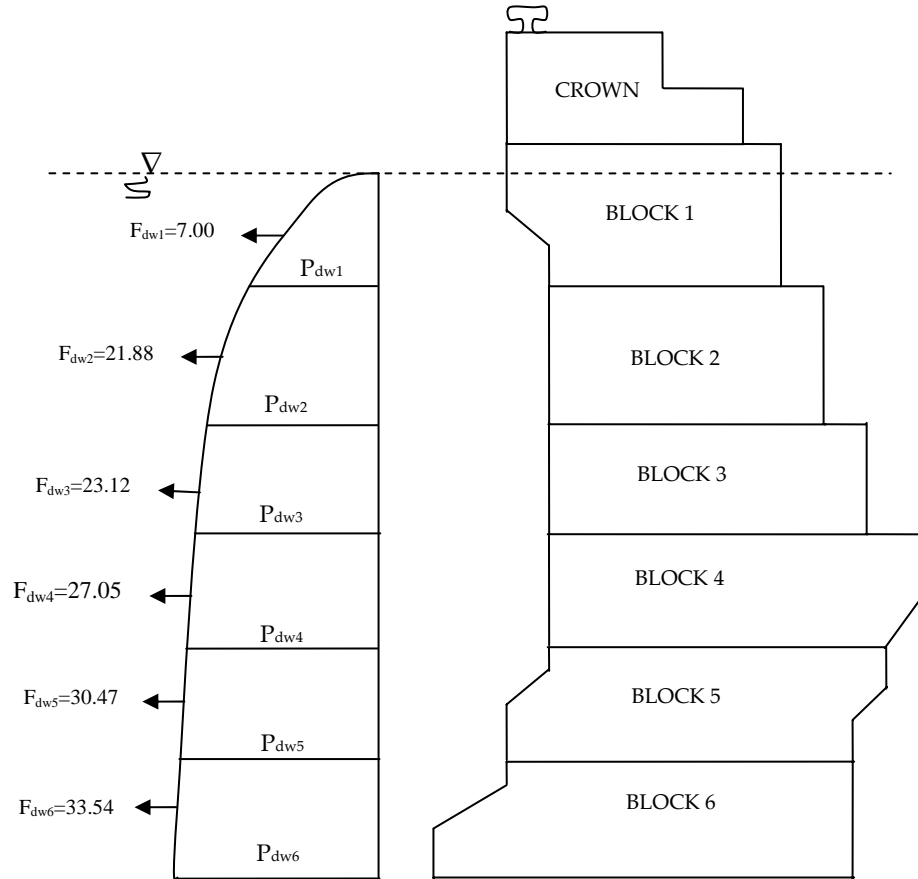 CROWN
BLOCK 1
F_dw1=7.00
P_dw1
F_dw2=21.88
BLOCK 2
P_dw2
BLOCK 3
F_dw3=23.12
P_dw3
BLOCK 4
F_dw4=27.05
P_dw4
BLOCK 5
F_dw5=30.47
P_dw5
BLOCK 6
F_dw6=33.54
P_dw6